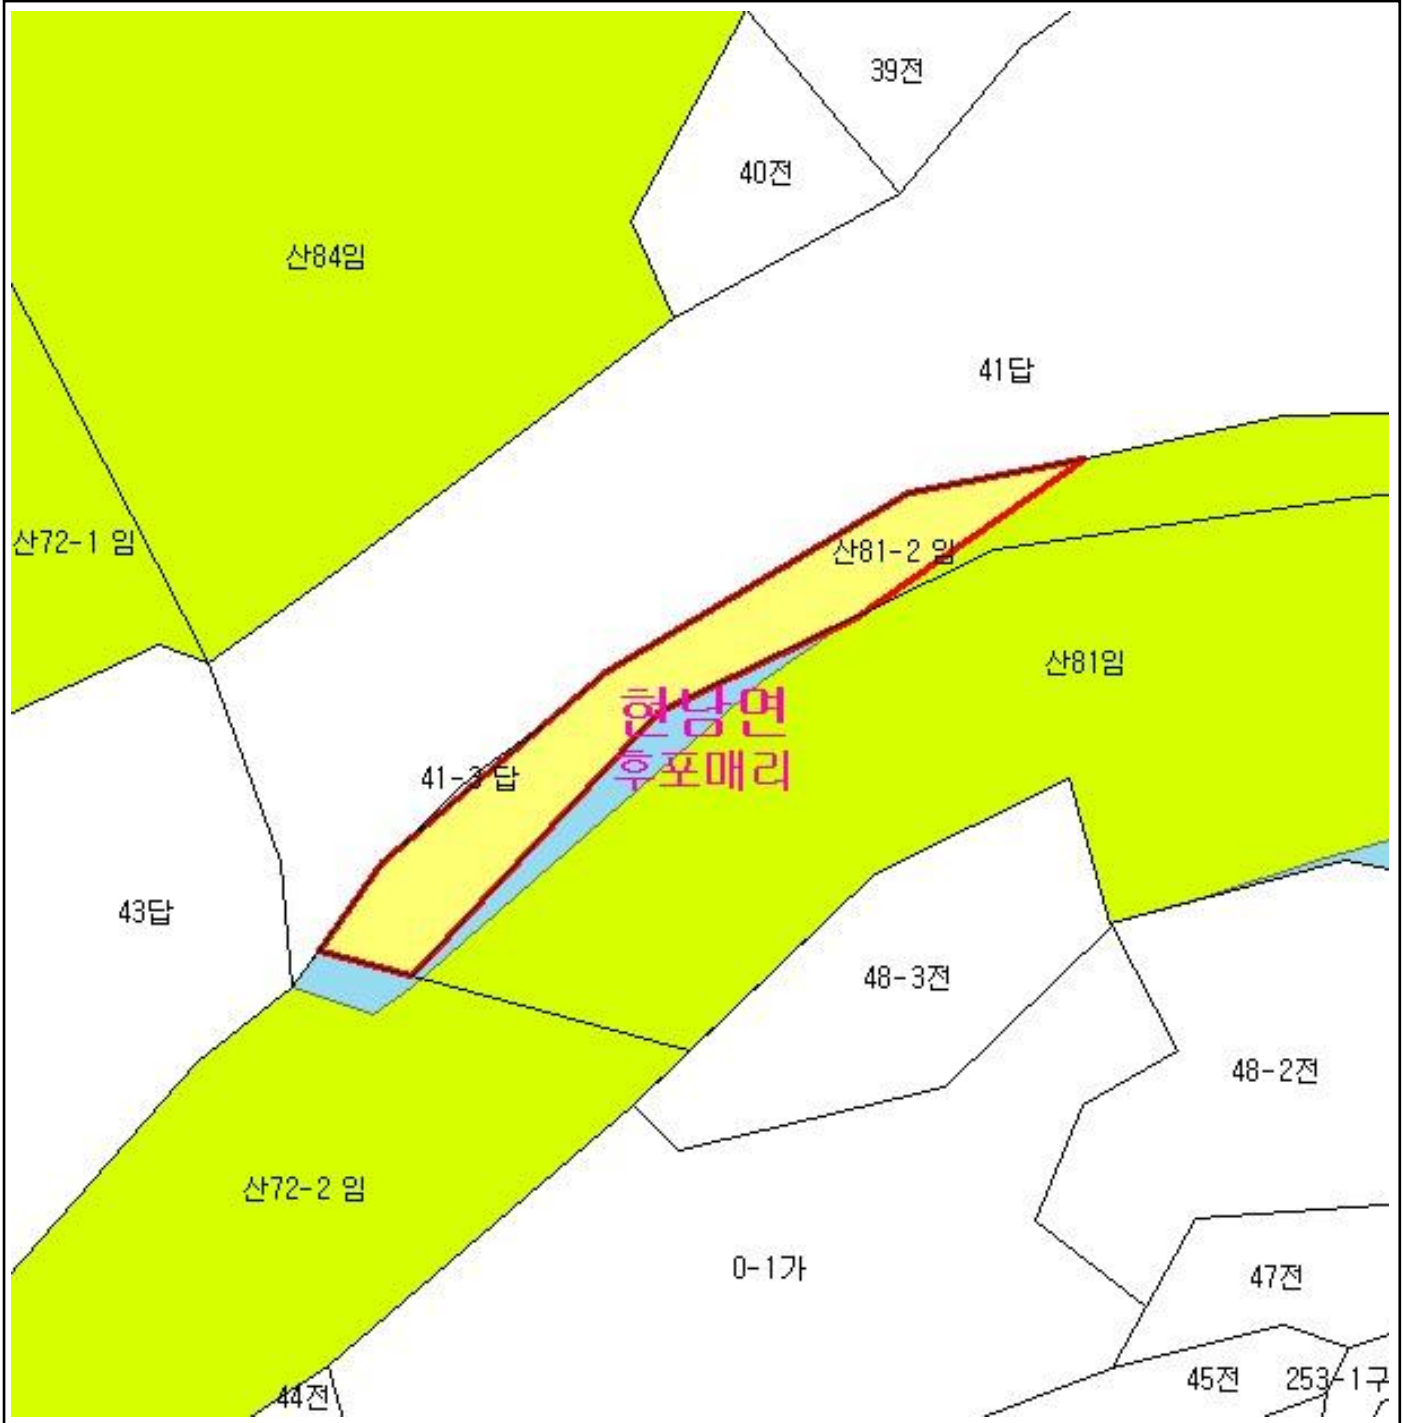 39전
40전
산84임
41답
산72-1 임
산81-2 임
산81임
현남면
후포매리
41-3 답
43답
48-3전
48-2전
산72-2 임
0-1가
47전
45전
253-1구
44전